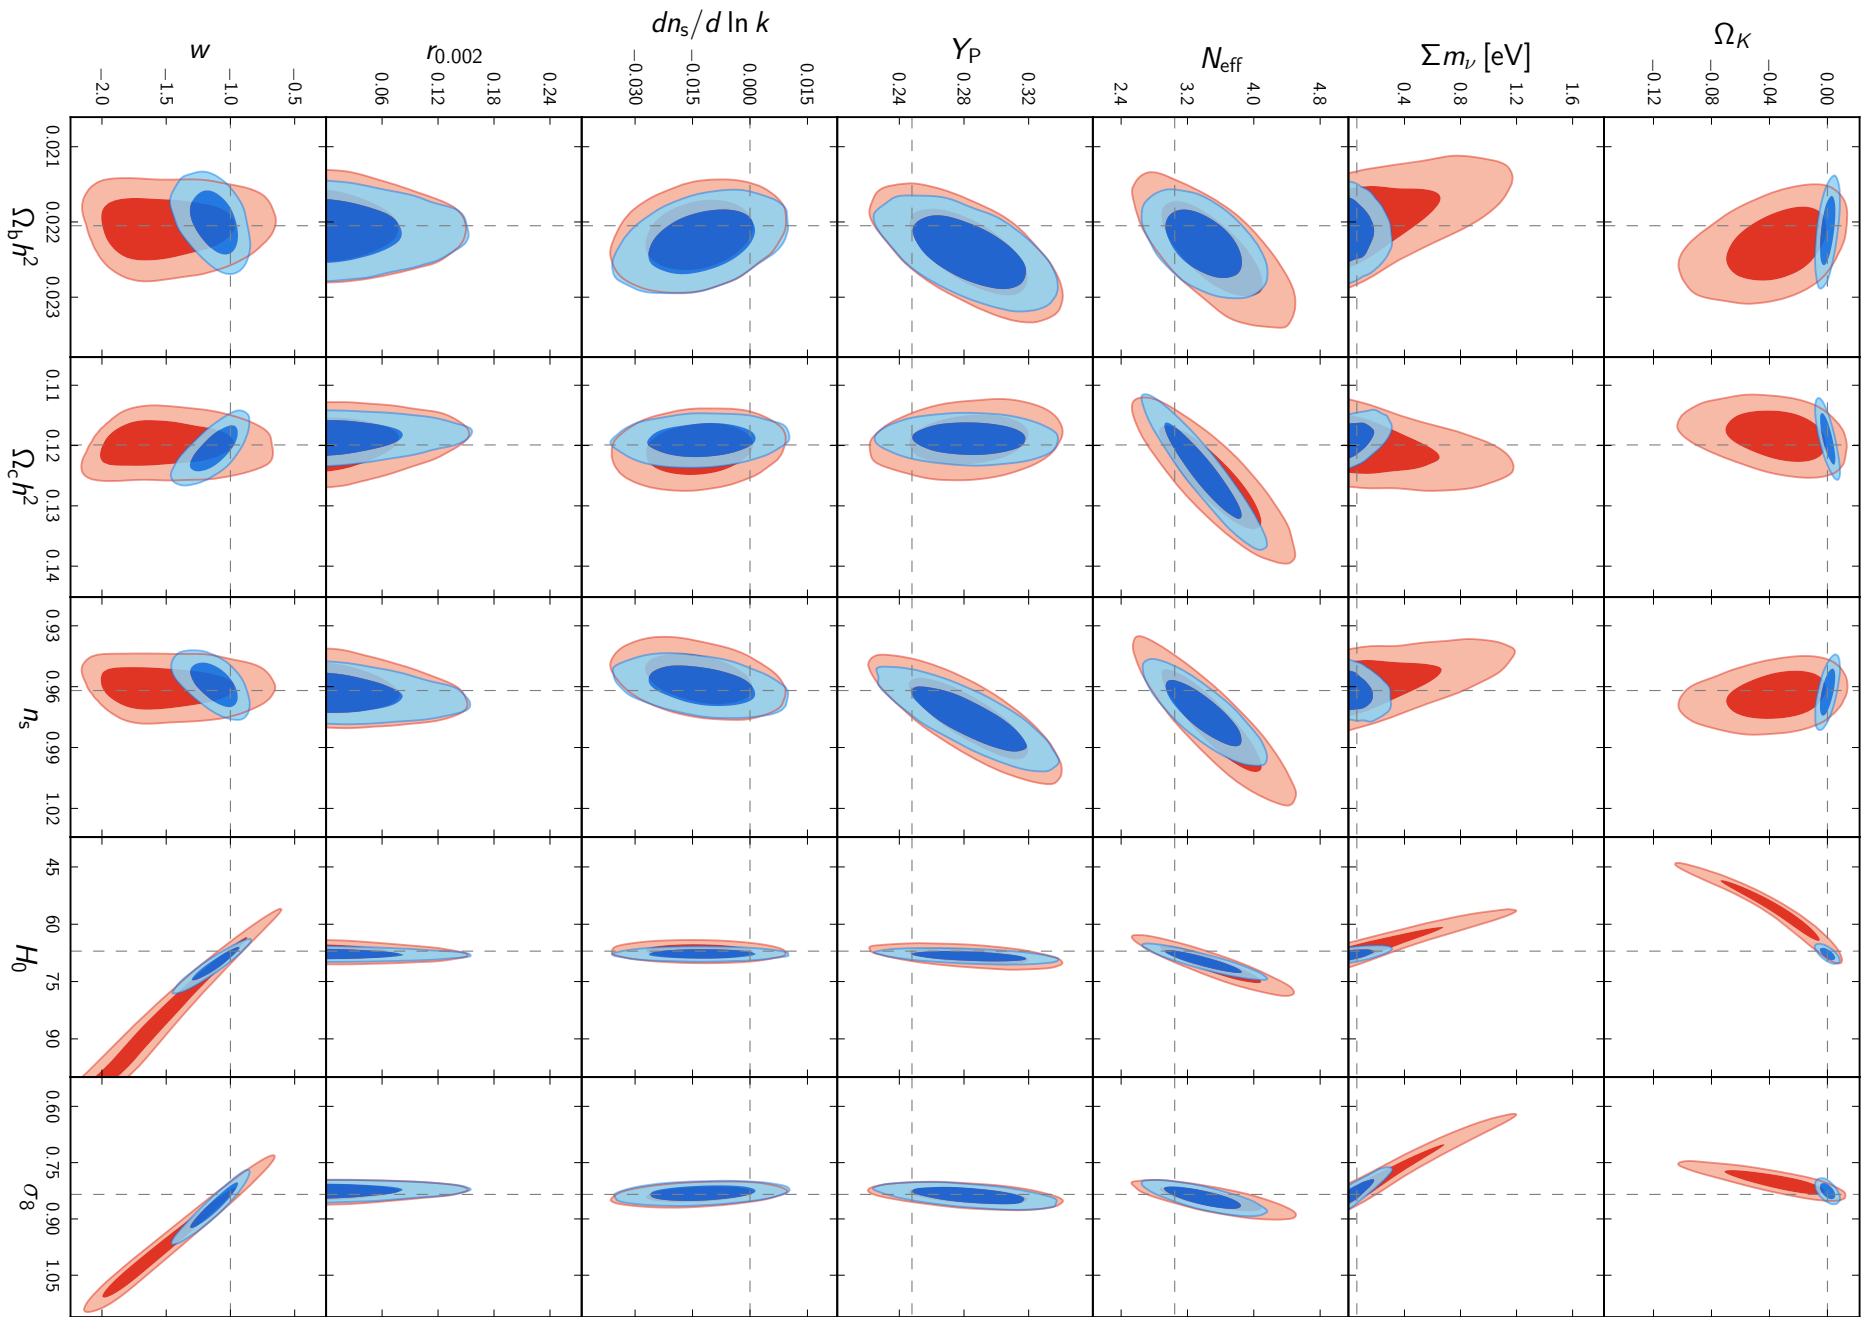 w
−2.0 −1.5 −1.0 −0.5
r0.002
0.06 0.12 0.18 0.24
dns/d ln k
−0.030 −0.015 0.000 0.015
YP
0.24 0.28 0.32
Neff
2.4 3.2 4.0 4.8
Σmν [eV]
0.4 0.8 1.2 1.6
ΩK
−0.12 −0.08 −0.04 0.00
0.021 0.022 0.023
Ωbh²
0.11 0.12 0.13 0.14
Ωch²
0.93 0.96 0.99 1.02
ns
45 60 75 90
H0
0.60 0.75 0.90 1.05
σ8